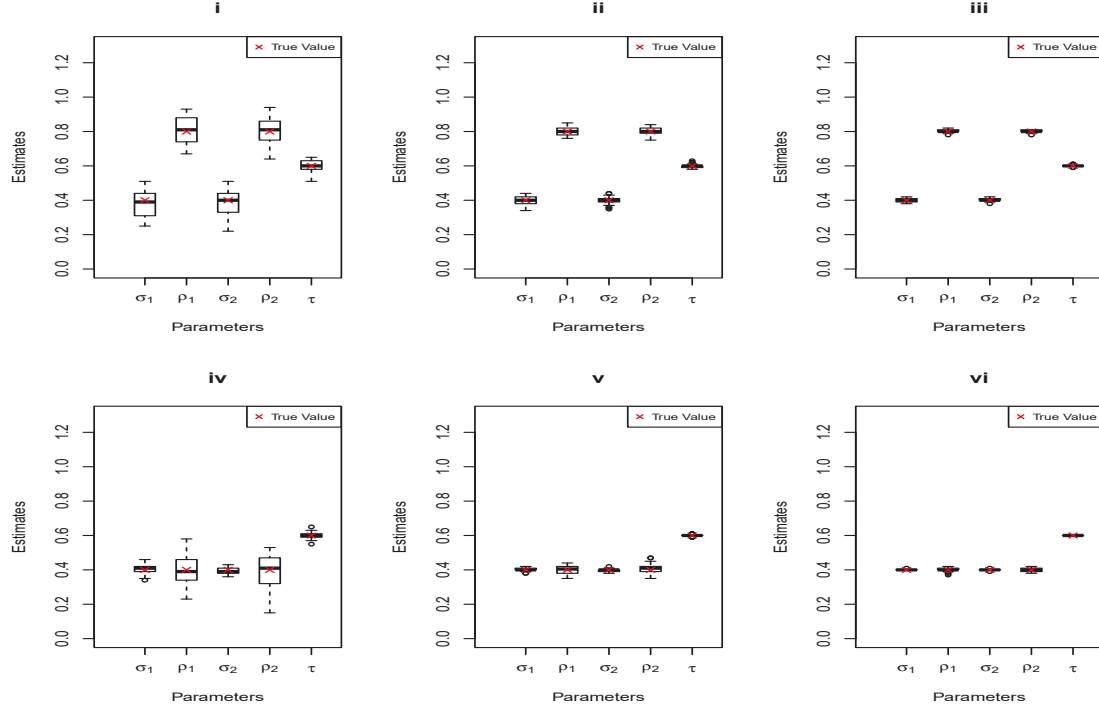 i
True Value
Estimates
1.2
1.0
0.8
0.6
0.4
0.2
0.0
σ1 ρ1 σ2 ρ2 τ
Parameters
ii
True Value
Estimates
1.2
1.0
0.8
0.6
0.4
0.2
0.0
σ1 ρ1 σ2 ρ2 τ
Parameters
iii
True Value
Estimates
1.2
1.0
0.8
0.6
0.4
0.2
0.0
σ1 ρ1 σ2 ρ2 τ
Parameters
iv
True Value
Estimates
1.2
1.0
0.8
0.6
0.4
0.2
0.0
σ1 ρ1 σ2 ρ2 τ
Parameters
v
True Value
Estimates
1.2
1.0
0.8
0.6
0.4
0.2
0.0
σ1 ρ1 σ2 ρ2 τ
Parameters
vi
True Value
Estimates
1.2
1.0
0.8
0.6
0.4
0.2
0.0
σ1 ρ1 σ2 ρ2 τ
Parameters